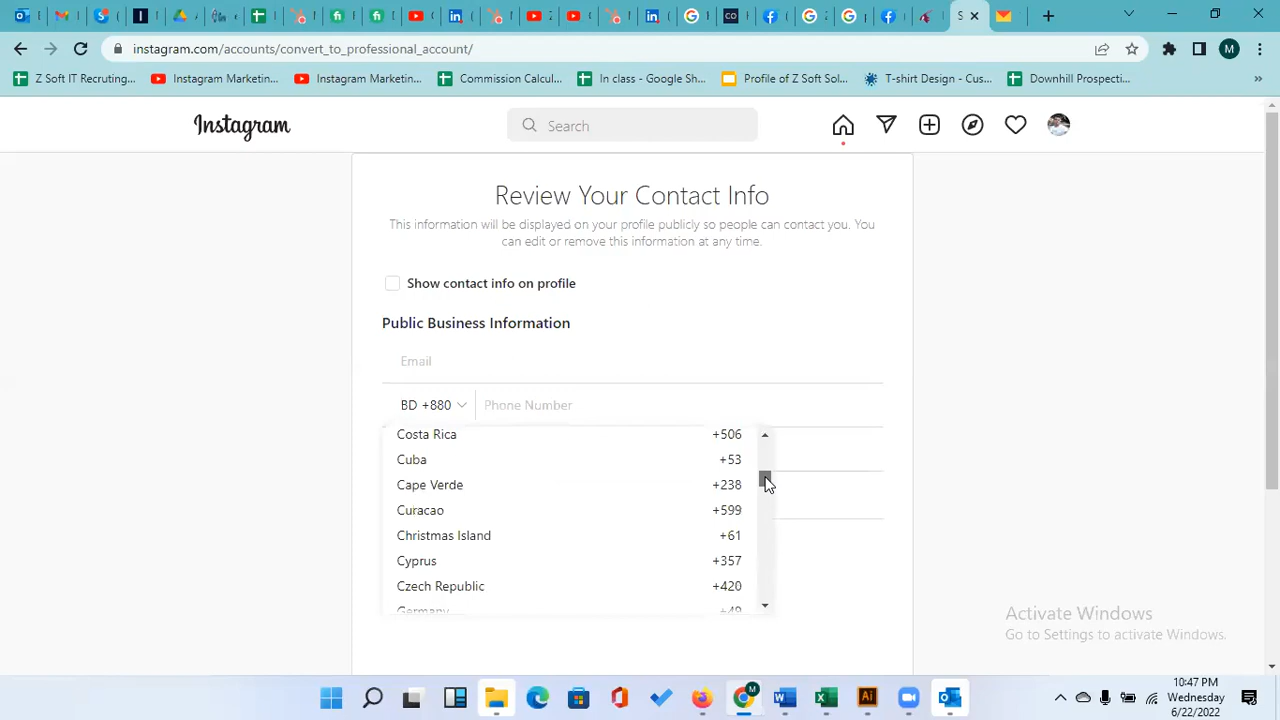 S
M
instagram.com/accounts/convert_to_professional_account/
M
Z Soft IT Recruting...
Instagram Marketin...
Instagram Marketin...
Commission Calcul...
In class - Google Sh...
Profile of Z Soft Sol...
T-shirt Design - Cus...
Downhill Prospecti...
»
Instagram
Search
Review Your Contact Info
This information will be displayed on your profile publicly so people can contact you. You
can edit or remove this information at any time.
Show contact info on profile
Public Business Information
Email
BD +880
Phone Number
Costa Rica +506
Cuba +53
Cape Verde +238
Curacao +599
Christmas Island +61
Cyprus +357
Czech Republic +420
Germany +49
Activate Windows
Go to Settings to activate Windows.
10:47 PM
Wednesday
6/22/2022